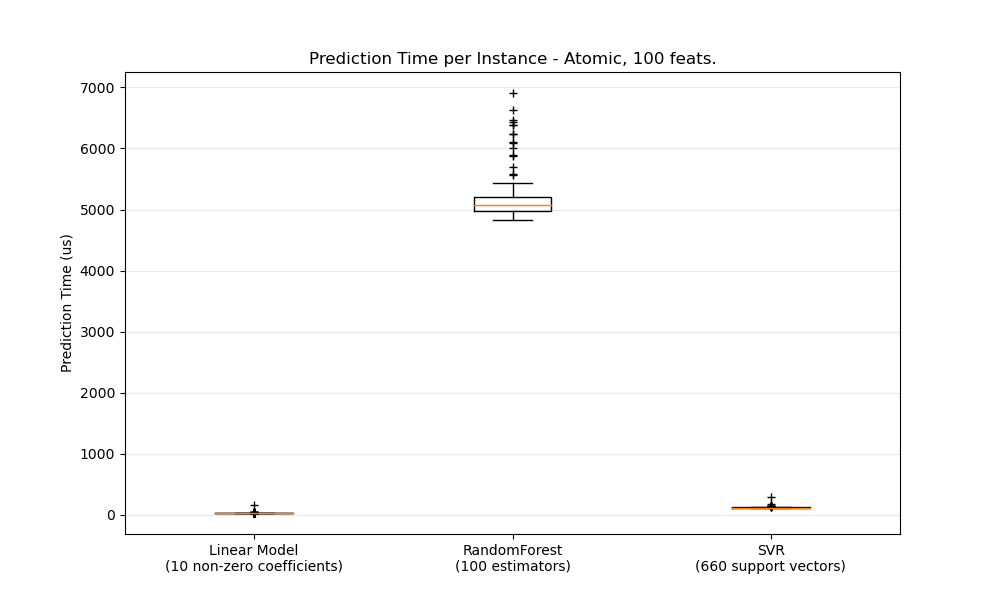 Prediction Time per Instance - Atomic, 100 feats.
7000
6000
5000
4000
3000
2000
1000
0
Prediction Time (us)
Linear Model
(10 non-zero coefficients)
RandomForest
(100 estimators)
SVR
(660 support vectors)